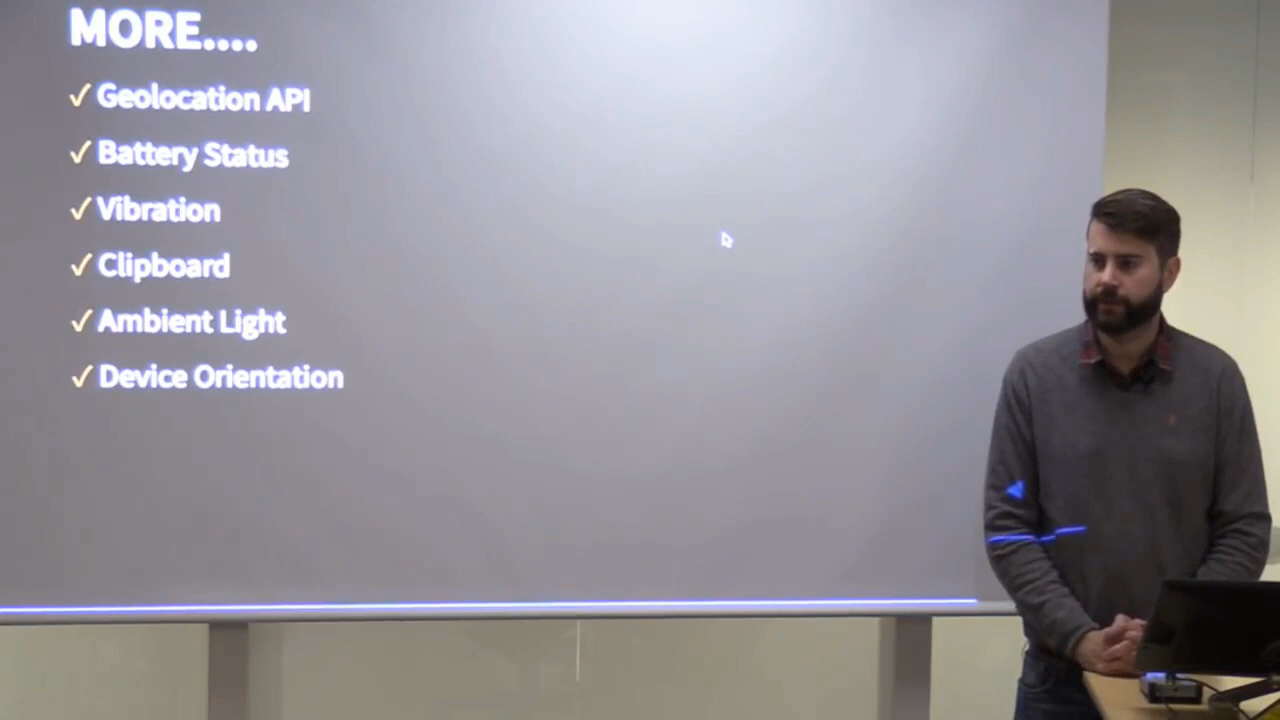 MORE....
✓ Geolocation API
✓ Battery Status
✓ Vibration
✓ Clipboard
✓ Ambient Light
✓ Device Orientation